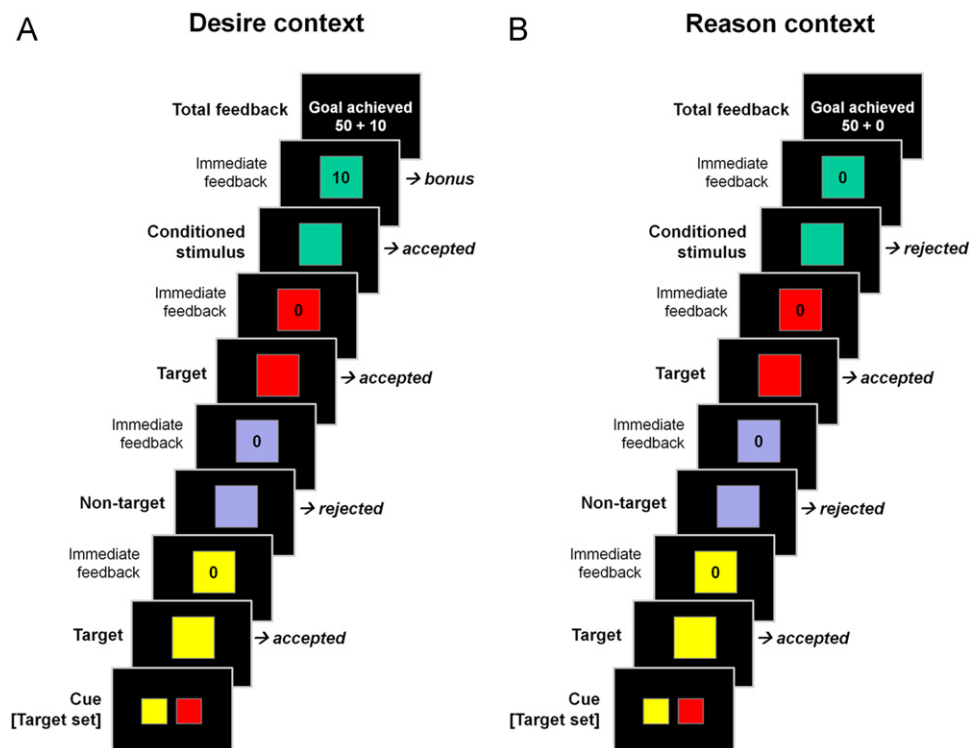 A
Desire context
Total feedback
Goal achieved
50 + 10
Immediate
feedback
10
→ bonus
Conditioned
stimulus
→ accepted
Immediate
feedback
0
Target
→ accepted
Immediate
feedback
0
Non-target
→ rejected
Immediate
feedback
0
Target
→ accepted
Cue
[Target set]
B
Reason context
Total feedback
Goal achieved
50 + 0
Immediate
feedback
0
Conditioned
stimulus
→ rejected
Immediate
feedback
0
Target
→ accepted
Immediate
feedback
0
Non-target
→ rejected
Immediate
feedback
0
Target
→ accepted
Cue
[Target set]